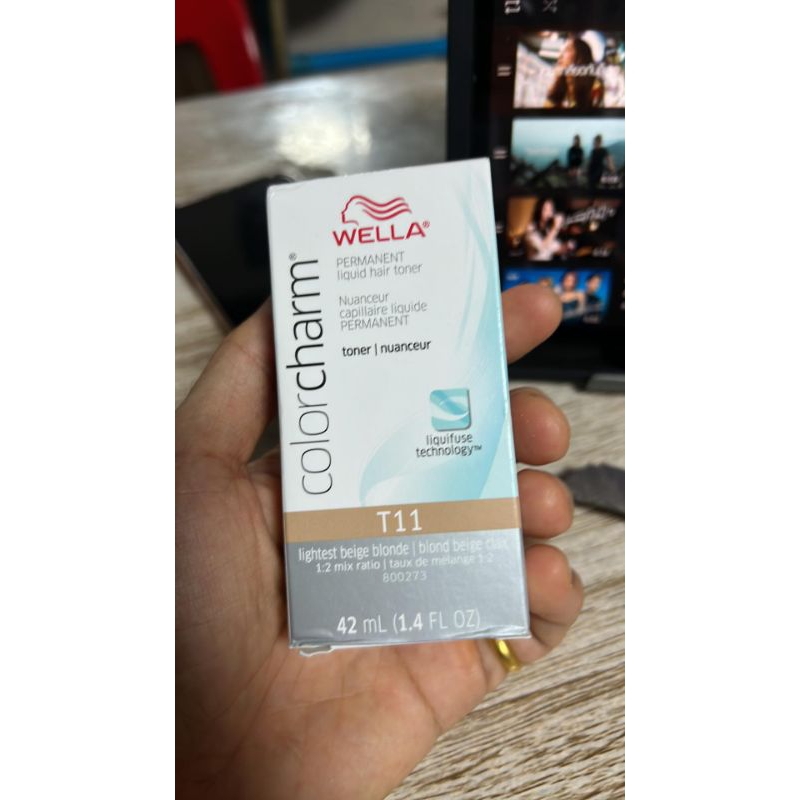 WELLA®
PERMANENT
liquid hair toner
Nuanceur
capillaire liquide
PERMANENT
toner | nuanceur
colorcharm®
liquifuse
technology™
T11
lightest beige blonde | blond beige clair
1:2 mix ratio | taux de mélange 1:2
800273
42 mL (1.4 FL OZ)